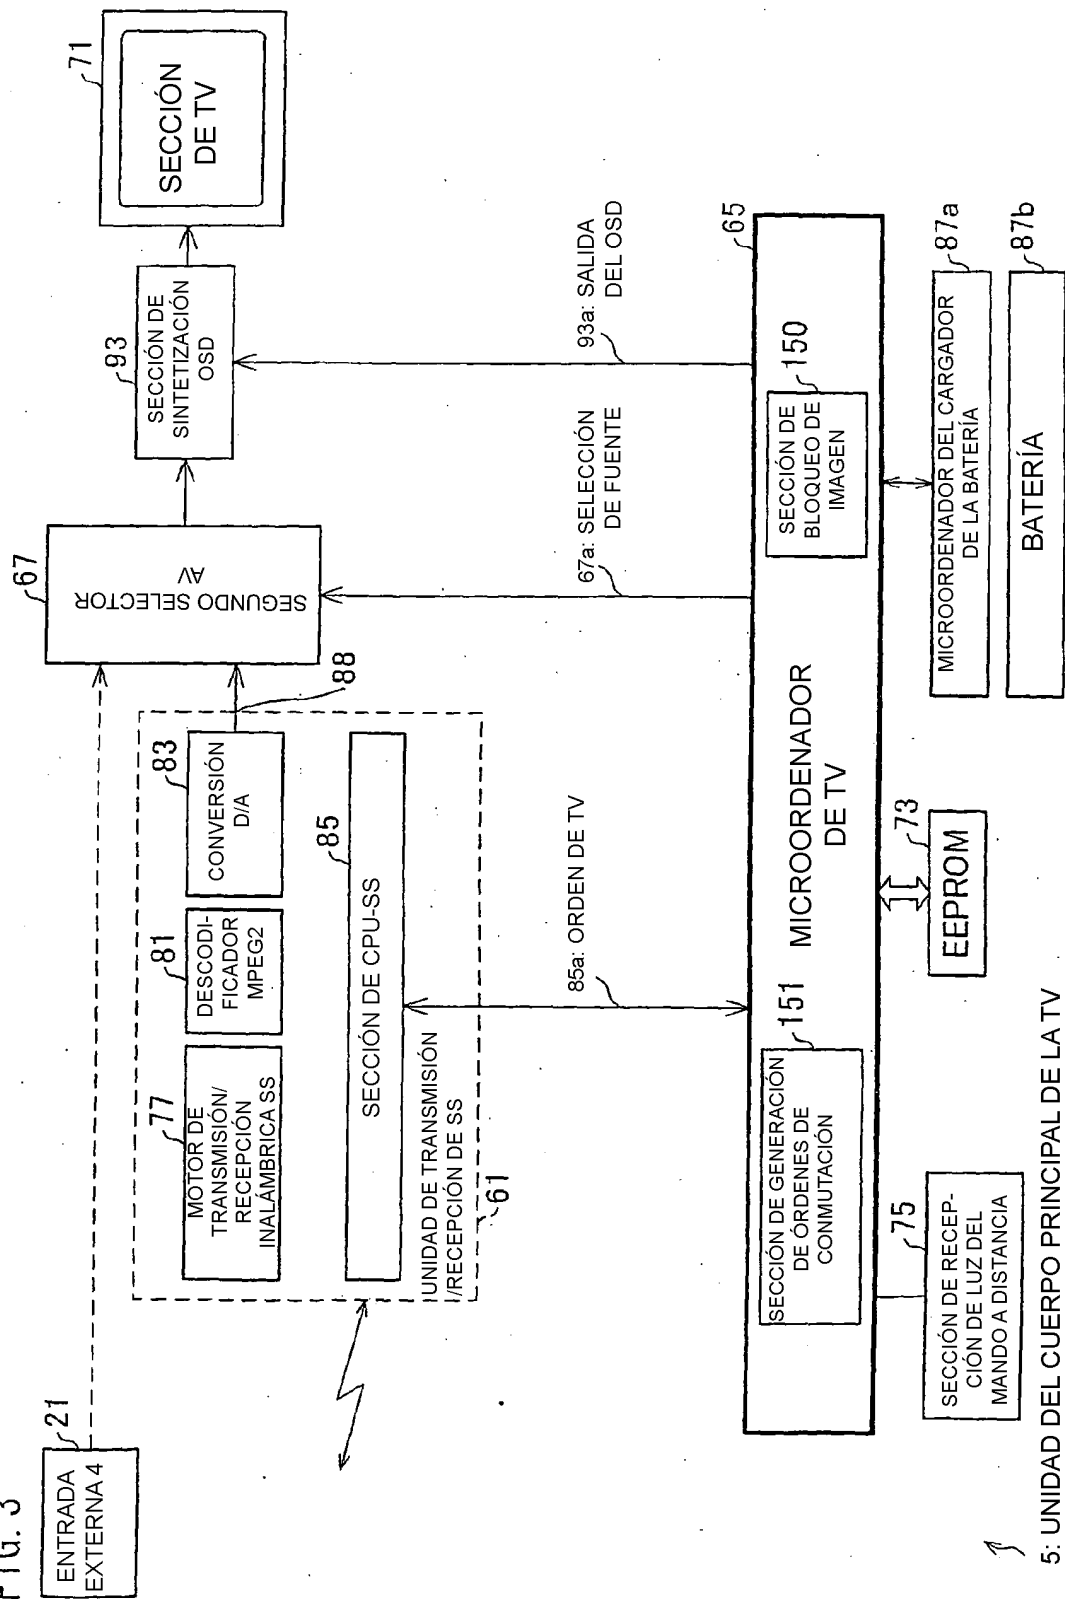 FIG. 3
ENTRADA
EXTERNA 4
21
67
SEGUNDO SELECTOR
AV
93
SECCIÓN DE
SINTETIZACIÓN
OSD
71
SECCIÓN
DE TV
77
MOTOR DE
TRANSMISIÓN/
RECEPCIÓN
INALÁMBRICA SS
81
DESCODI-
FICADOR
MPEG2
83
CONVERSIÓN
D/A
88
85
SECCIÓN DE CPU-SS
UNIDAD DE TRANSMISIÓN
/RECEPCIÓN DE SS
61
85a: ORDEN DE TV
67a: SELECCIÓN
DE FUENTE
93a: SALIDA
DEL OSD
65
151
SECCIÓN DE GENERACIÓN
DE ÓRDENES DE
CONMUTACIÓN
MICROORDENADOR
DE TV
150
SECCIÓN DE
BLOQUEO DE
IMAGEN
75
SECCIÓN DE RECEP-
CIÓN DE LUZ DEL
MANDO A DISTANCIA
73
EEPROM
87a
MICROORDENADOR DEL CARGADOR
DE LA BATERÍA
87b
BATERÍA
5: UNIDAD DEL CUERPO PRINCIPAL DE LA TV